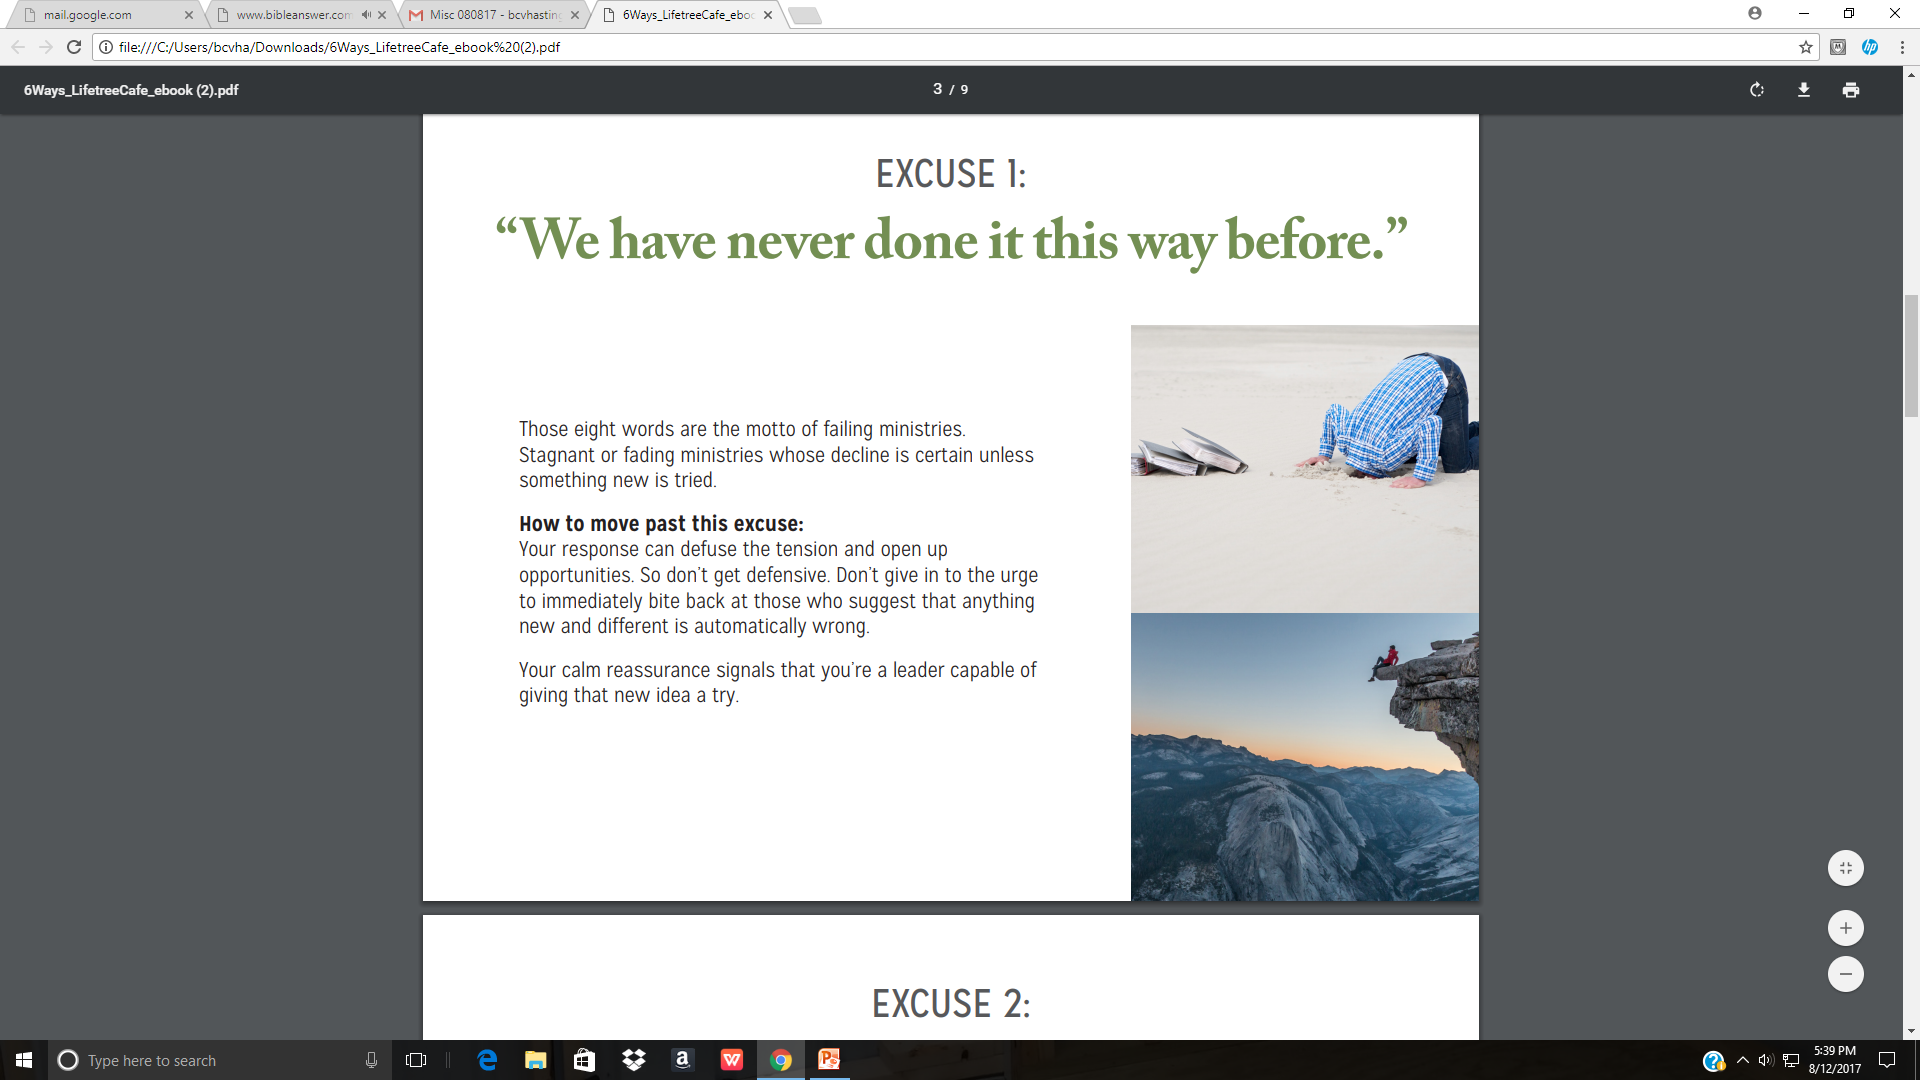 mail.google.com
www.bibleanswer.com
Misc 080817 - bcvhasting
6Ways_LifetreeCafe_eboo
file:///C:/Users/bcvha/Downloads/6Ways_LifetreeCafe_ebook%20(2).pdf
6Ways_LifetreeCafe_ebook (2).pdf
3 / 9
EXCUSE 1:
“We have never done it this way before.”
Those eight words are the motto of failing ministries.
Stagnant or fading ministries whose decline is certain unless
something new is tried.
How to move past this excuse:
Your response can defuse the tension and open up
opportunities. So don’t get defensive. Don’t give in to the urge
to immediately bite back at those who suggest that anything
new and different is automatically wrong.
Your calm reassurance signals that you’re a leader capable of
giving that new idea a try.
EXCUSE 2:
Type here to search
5:39 PM
8/12/2017